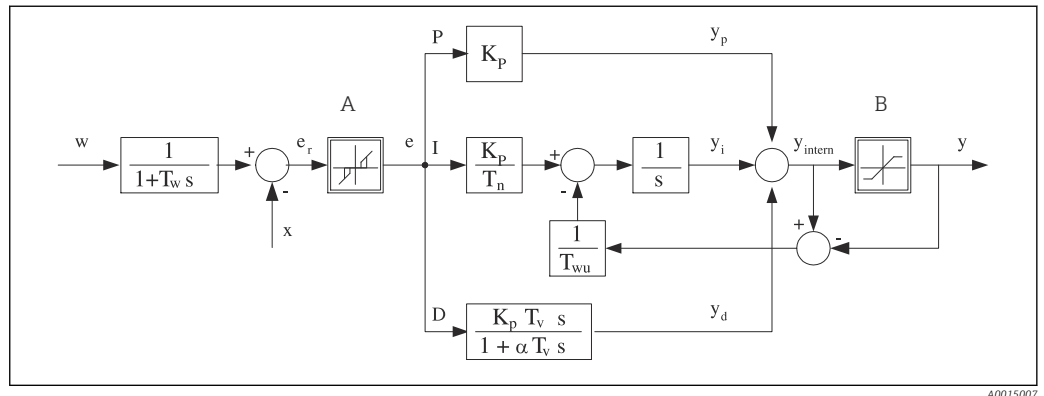 P
K_P
y_p
A
B
w
1
1+T_w s
+
-
e_r
x
e
I
K_P
T_n
+
-
1
s
y_i
y_intern
y
1
T_wu
+
-
D
K_p T_v s
1 + α T_v s
y_d
A0015007